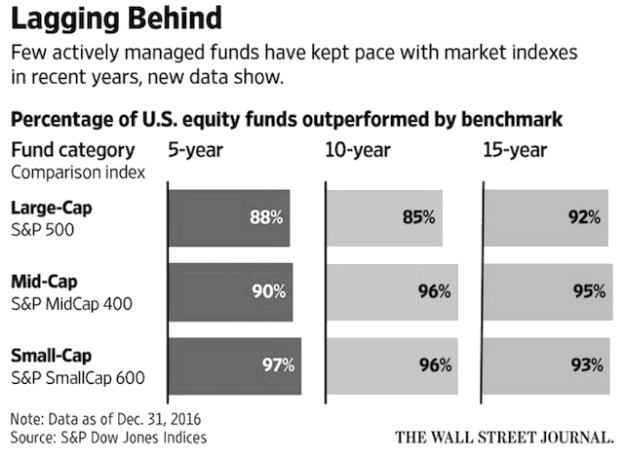 Lagging Behind
Few actively managed funds have kept pace with market indexes
in recent years, new data show.
Percentage of U.S. equity funds outperformed by benchmark
Fund category 5-year 10-year 15-year
Comparison index
Large-Cap
S&P 500
88% 85% 92%
Mid-Cap
S&P MidCap 400
90% 96% 95%
Small-Cap
S&P SmallCap 600
97% 96% 93%
Note: Data as of Dec. 31, 2016
Source: S&P Dow Jones Indices
THE WALL STREET JOURNAL.